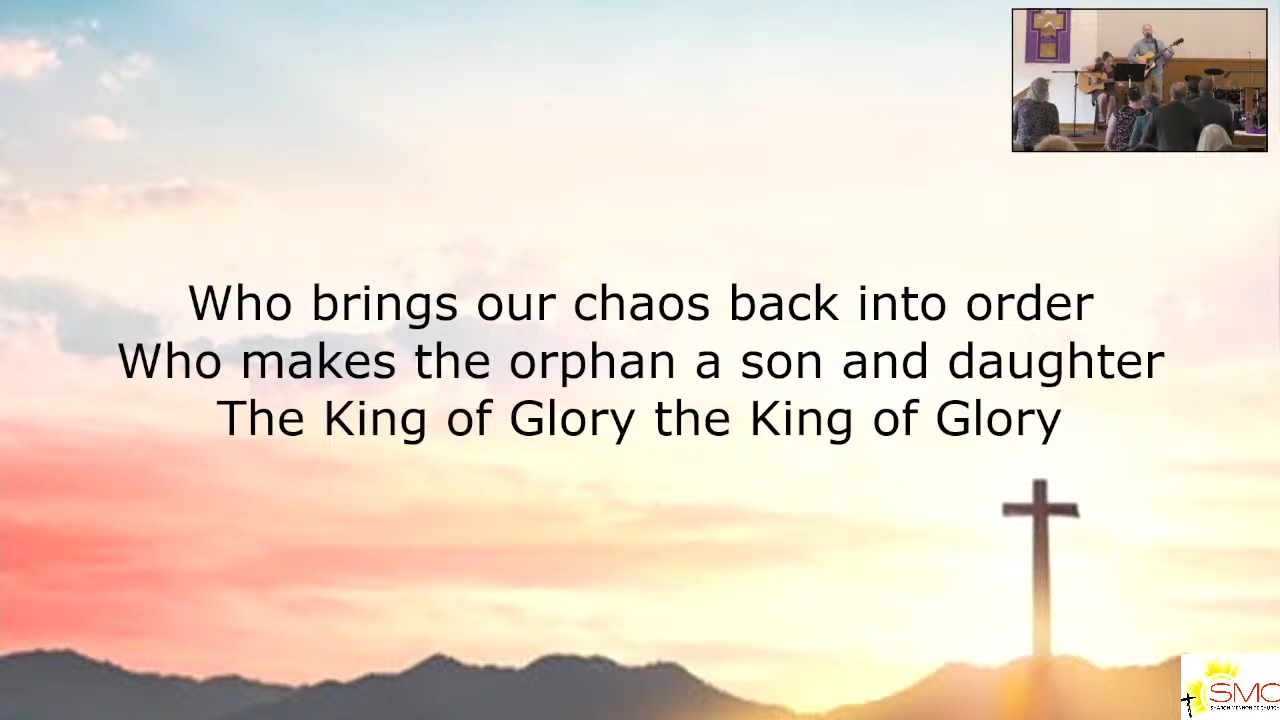 Who brings our chaos back into order
Who makes the orphan a son and daughter
The King of Glory the King of Glory
SMC